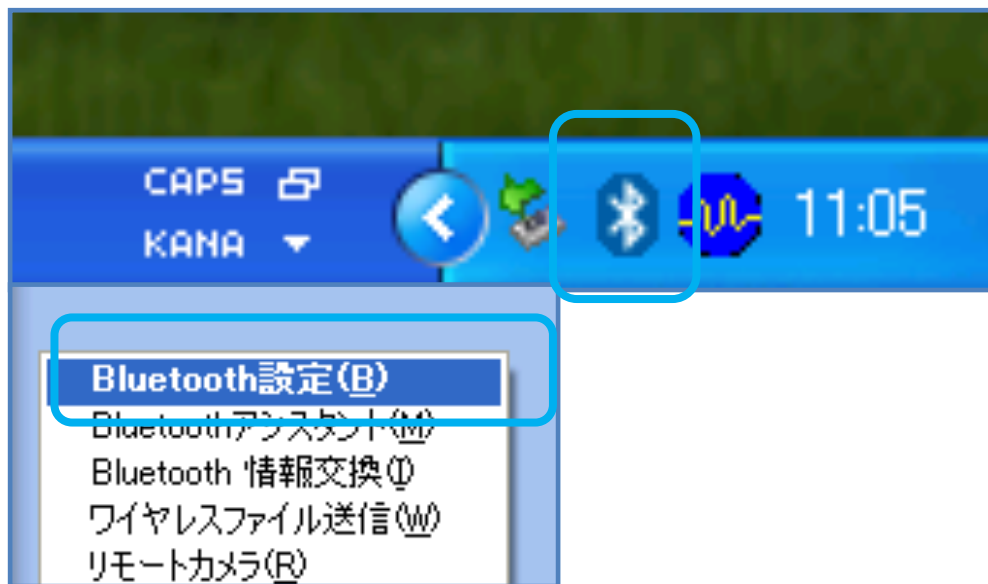 CAPS
KANA
11:05
Bluetooth設定(B)
Bluetoothアシスタント(M)
Bluetooth 情報交換(I)
ワイヤレスファイル送信(W)
リモートカメラ(R)